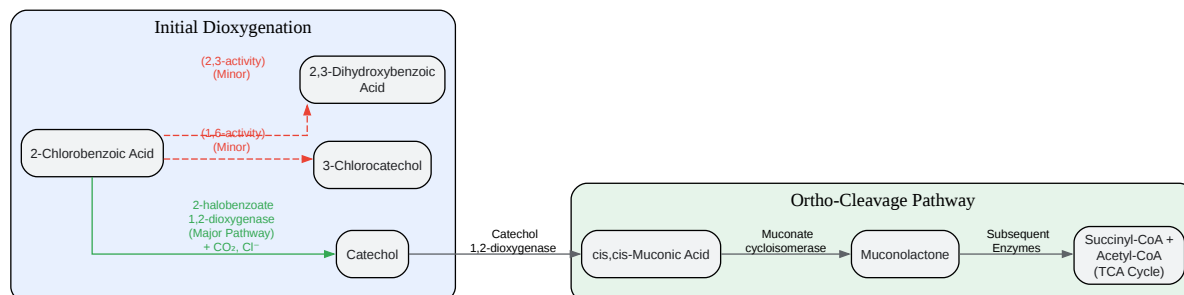 Initial Dioxygenation
(2,3-activity)
(Minor)
2,3-Dihydroxybenzoic
Acid
(1,6-activity)
(Minor)
2-Chlorobenzoic Acid
3-Chlorocatechol
2-halobenzoate
1,2-dioxygenase
(Major Pathway)
+ CO₂, Cl⁻
Catechol
Catechol
1,2-dioxygenase
Ortho-Cleavage Pathway
cis,cis-Muconic Acid
Muconate
cycloisomerase
Muconolactone
Subsequent
Enzymes
Succinyl-CoA +
Acetyl-CoA
(TCA Cycle)